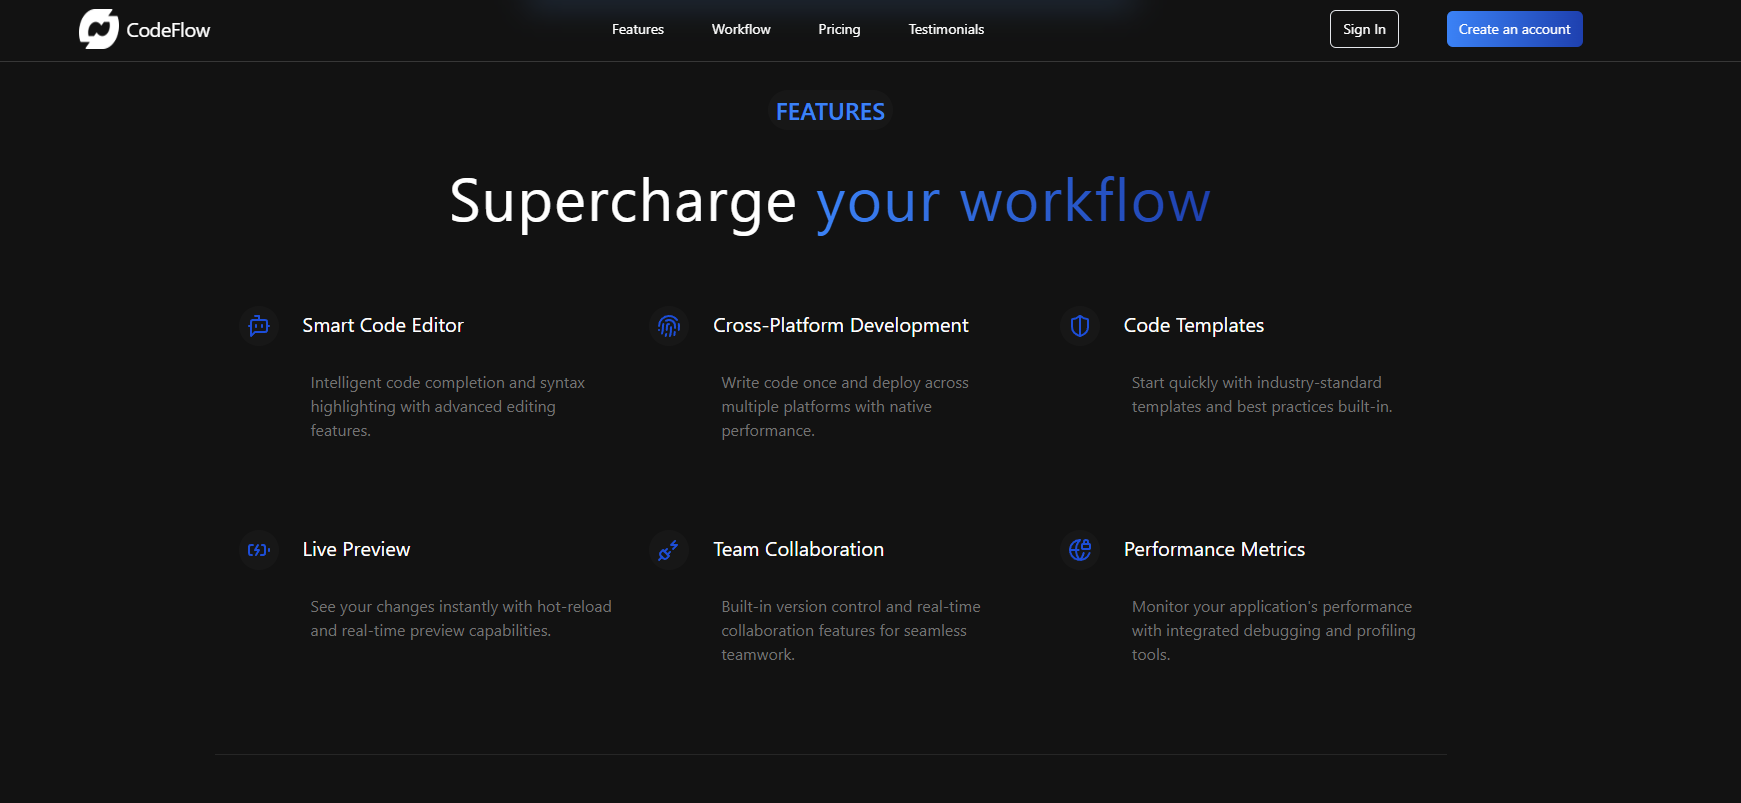 CodeFlow
Features
Workflow
Pricing
Testimonials
Sign In
Create an account
FEATURES
Supercharge your workflow
Smart Code Editor
Intelligent code completion and syntax
highlighting with advanced editing
features.
Cross-Platform Development
Write code once and deploy across
multiple platforms with native
performance.
Code Templates
Start quickly with industry-standard
templates and best practices built-in.
Live Preview
See your changes instantly with hot-reload
and real-time preview capabilities.
Team Collaboration
Built-in version control and real-time
collaboration features for seamless
teamwork.
Performance Metrics
Monitor your application's performance
with integrated debugging and profiling
tools.